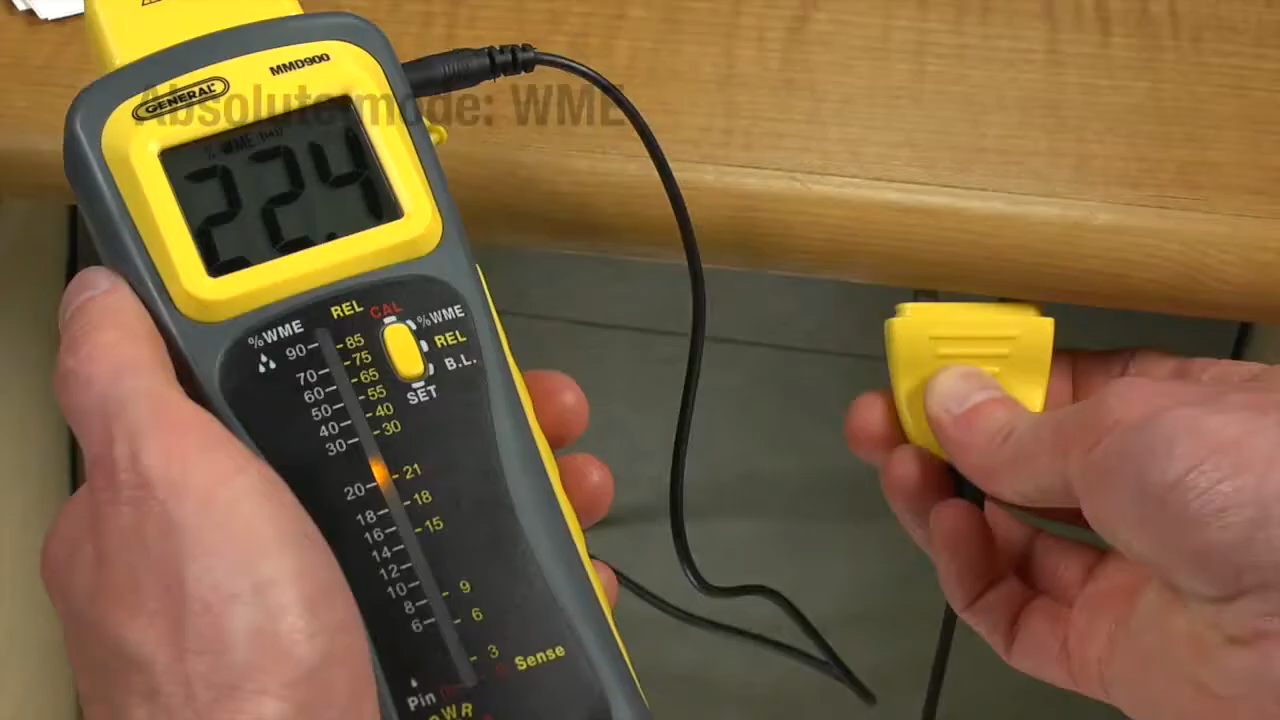 MMD900
GENERAL
Absolute mode: WME
% WME
22.4
%WME REL CAL %WME
REL
B.L.
SET
90 85
75
70 65
60 55
50 40
40 30
30
20 21
18 18
16 15
14
12
10 9
8 6
6
3
Pin Sense